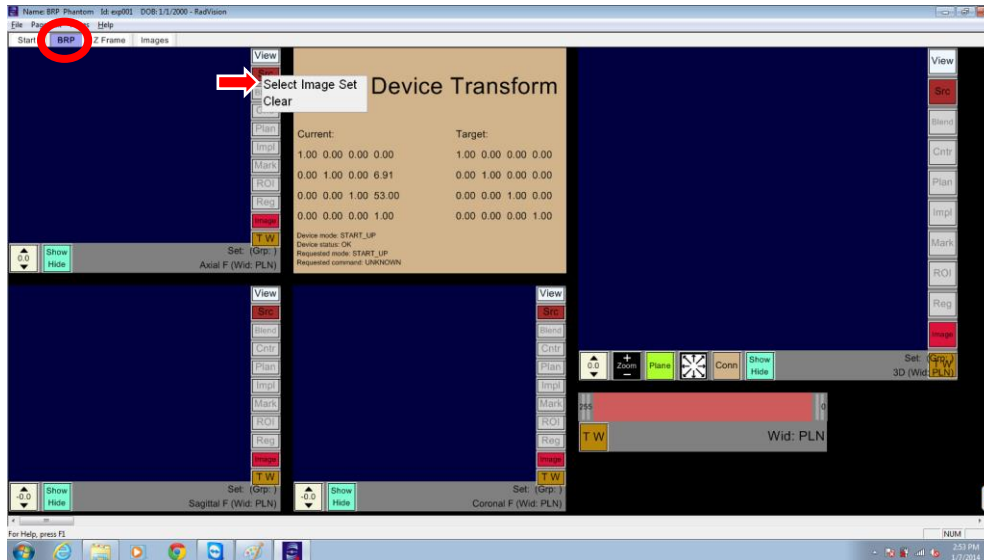 Name: BRP Phantom Id: exp001 DOB: 1/1/2000 - RadVision
File Help
Start BRP Z Frame Images
View
Select Image Set
Clear
Plan
Impl
Mark
ROI
Reg
Image
T W
0.0
Show
Hide
Set: (Grp: )
Axial F (Wid: PLN)
Device Transform
Current: Target:
1.00 0.00 0.00 0.00 1.00 0.00 0.00 0.00
0.00 1.00 0.00 6.91 0.00 1.00 0.00 0.00
0.00 0.00 1.00 53.00 0.00 0.00 1.00 0.00
0.00 0.00 0.00 1.00 0.00 0.00 0.00 1.00
Device mode: START_UP
Device status: OK
Requested mode: START_UP
Requested command: UNKNOWN
View
Src
Blend
Cntr
Plan
Impl
Mark
ROI
Reg
Image
T W
0.0
+
Zoom
−
Plane
Conn
Show
Hide
Set: (Grp: )
3D (Wid: PLN)
View
Src
Blend
Cntr
Plan
Impl
Mark
ROI
Reg
Image
T W
-0.0
Show
Hide
Set: (Grp: )
Sagittal F (Wid: PLN)
View
Src
Blend
Cntr
Plan
Impl
Mark
ROI
Reg
Image
T W
-0.0
Show
Hide
Set: (Grp: )
Coronal F (Wid: PLN)
255 0
T W
Wid: PLN
For Help, press F1
NUM
2:53 PM
1/7/2014